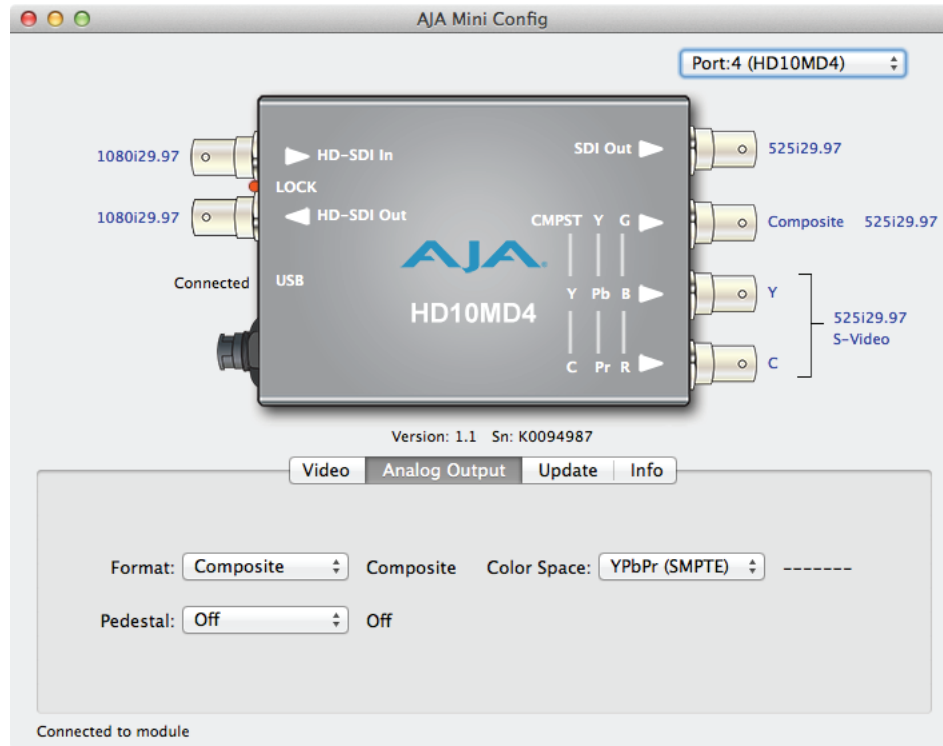 AJA Mini Config
Port:4 (HD10MD4)
1080i29.97
HD-SDI In
SDI Out
525i29.97
LOCK
1080i29.97
HD-SDI Out
CMPST Y G
Composite 525i29.97
Connected
USB
AJA
Y Pb B
Y
HD10MD4
525i29.97
S-Video
C Pr R
C
Version: 1.1 Sn: K0094987
Video Analog Output Update Info
Format: Composite Composite Color Space: YPbPr (SMPTE) -------
Pedestal: Off Off
Connected to module